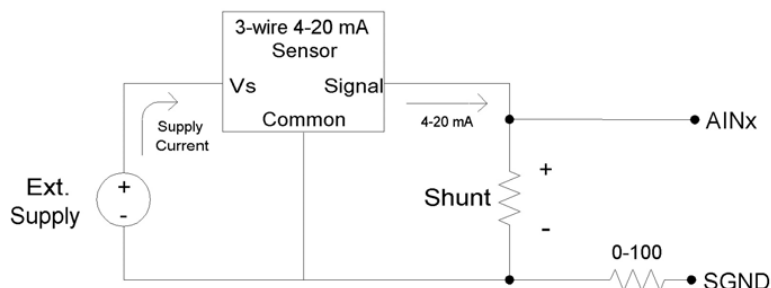 3-wire 4-20 mA
Sensor
Vs Signal
Common
Supply
Current
4-20 mA
AINx
Ext.
Supply
+
-
Shunt
+
-
0-100
SGND